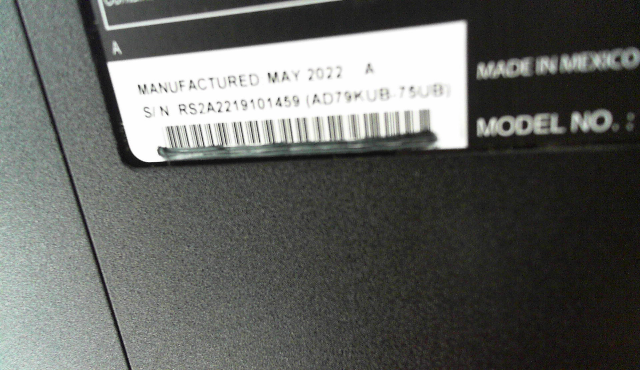 A
MANUFACTURED MAY 2022 A
S/N RS2A2219101459 (AD79KUB-75UB)
MADE IN MEXICO
MODEL NO. :